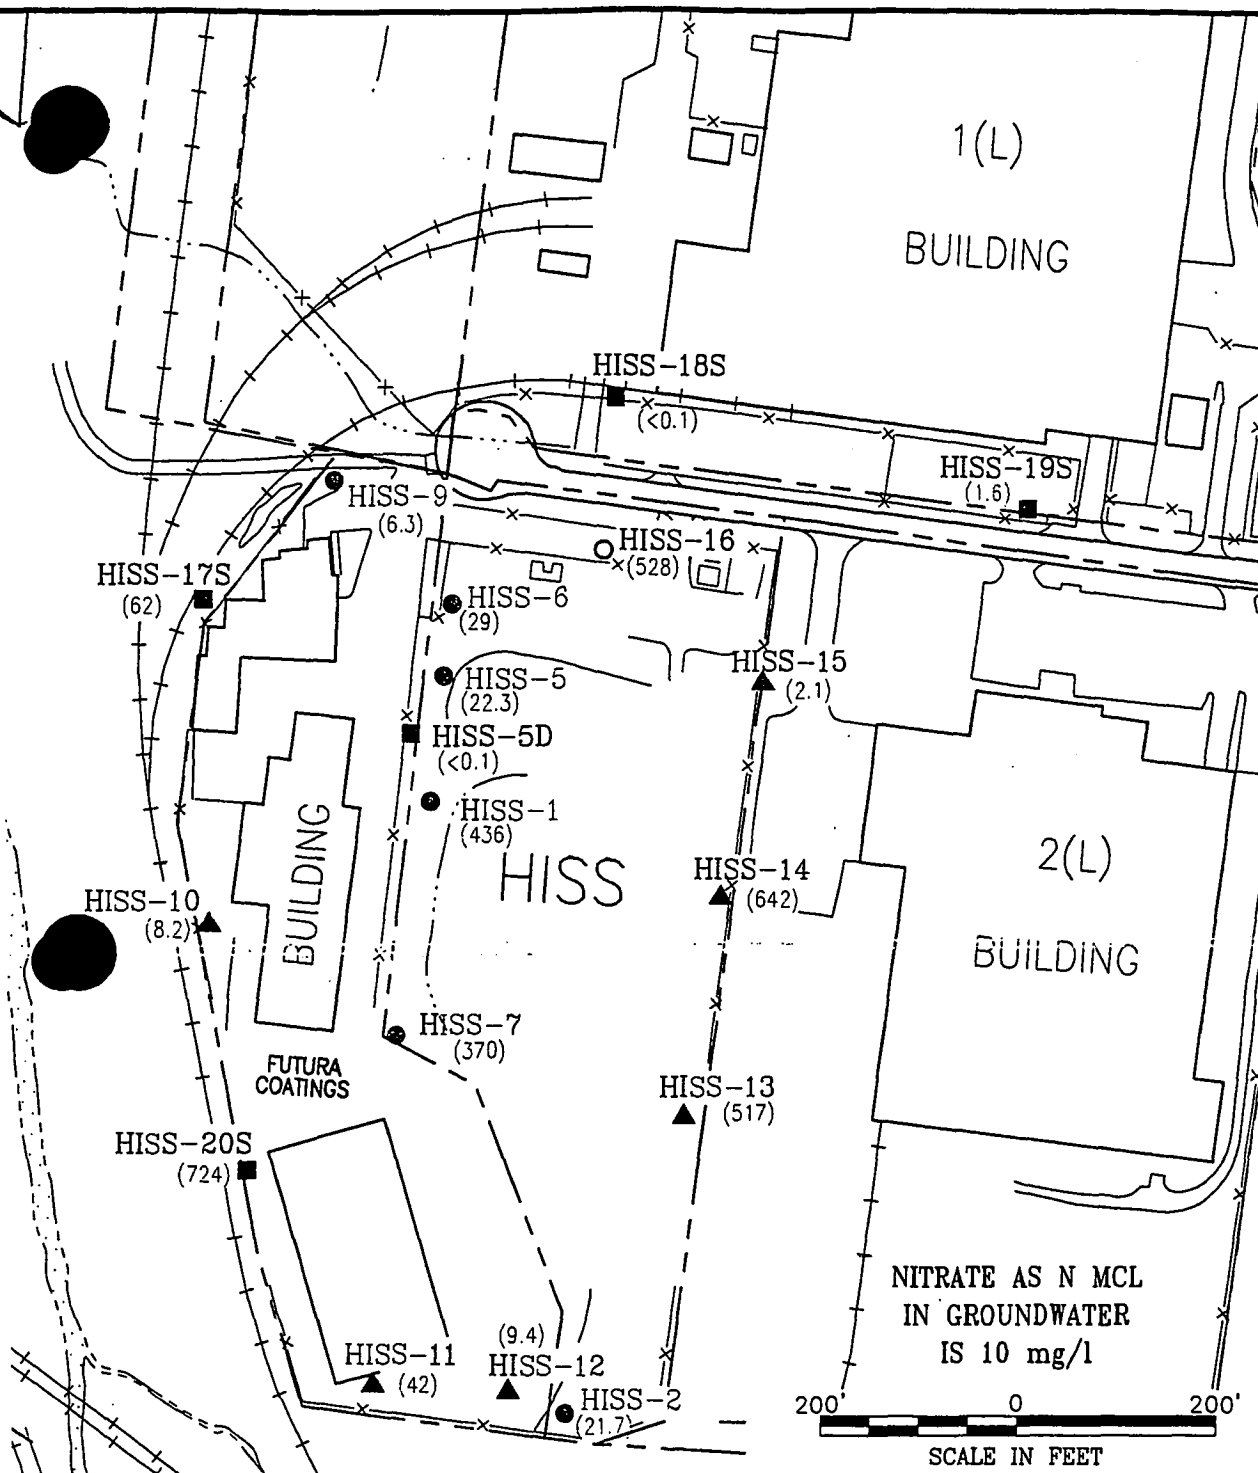 1(L)
BUILDING
HISS-18S
(<0.1)
HISS-19S
(1.6)
HISS-9
(6.3)
HISS-16
(528)
HISS-17S
(62)
HISS-6
(29)
HISS-15
(2.1)
HISS-5
(22.3)
HISS-5D
(<0.1)
HISS-1
(436)
BUILDING
HISS
HISS-14
(642)
2(L)
BUILDING
HISS-10
(8.2)
HISS-7
(370)
FUTURA
COATINGS
HISS-13
(517)
HISS-20S
(724)
NITRATE AS N MCL
IN GROUNDWATER
IS 10 mg/l
HISS-11
(42)
(9.4)
HISS-12
HISS-2
(21.7)
200' 0 200'
SCALE IN FEET